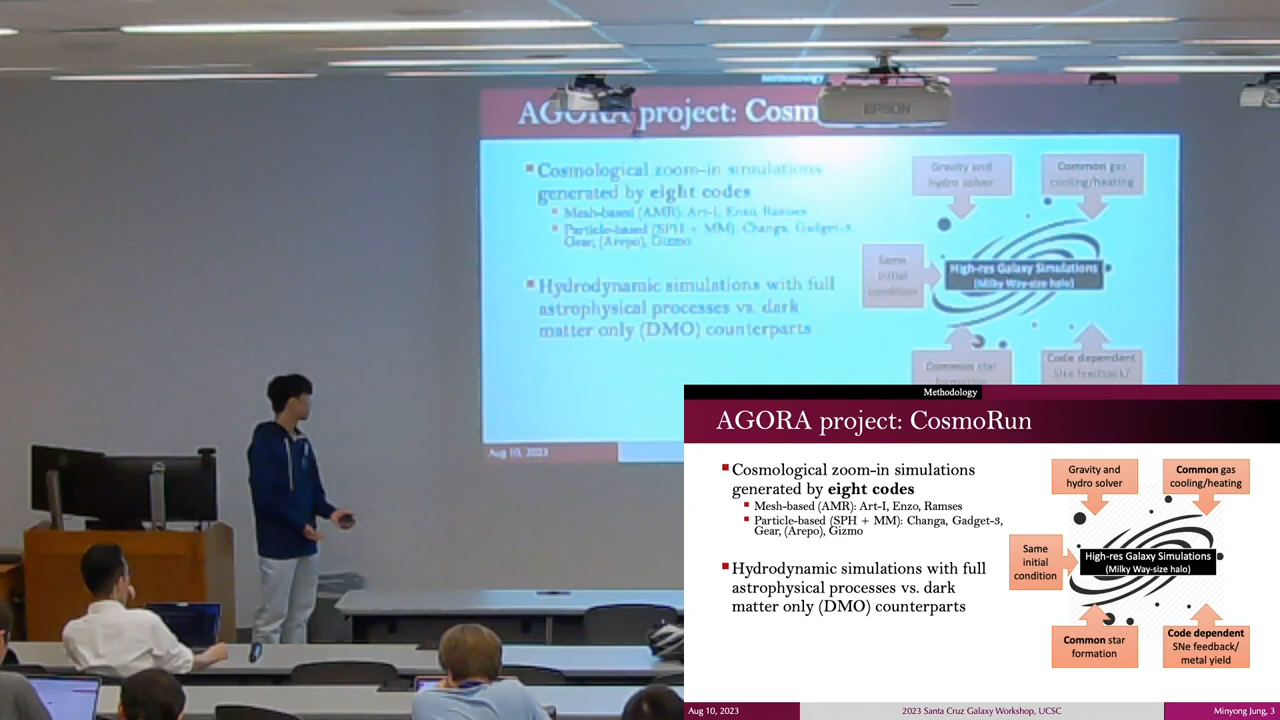 Methodology
AGORA project: Cosm
EPSON
Cosmological zoom-in simulations
generated by eight codes
Mesh-based (AMR): Art-I, Enzo, Ramses
Particle-based (SPH + MM): Changa, Gadget-3,
Gear, (Arepo), Gizmo
Hydrodynamic simulations with full
astrophysical processes vs. dark
matter only (DMO) counterparts
Gravity and
hydro solver
Common gas
cooling/heating
Same
initial
condition
High-res Galaxy Simulations
(Milky Way-size halo)
Common star
formation
Code dependent
SNe feedback/
Aug 10, 2023
Methodology
AGORA project: CosmoRun
Cosmological zoom-in simulations
generated by eight codes
Mesh-based (AMR): Art-I, Enzo, Ramses
Particle-based (SPH + MM): Changa, Gadget-3,
Gear, (Arepo), Gizmo
Hydrodynamic simulations with full
astrophysical processes vs. dark
matter only (DMO) counterparts
Gravity and
hydro solver
Common gas
cooling/heating
Same
initial
condition
High-res Galaxy Simulations
(Milky Way-size halo)
Common star
formation
Code dependent
SNe feedback/
metal yield
Aug 10, 2023
2023 Santa Cruz Galaxy Workshop, UCSC
Minyong Jung, 3